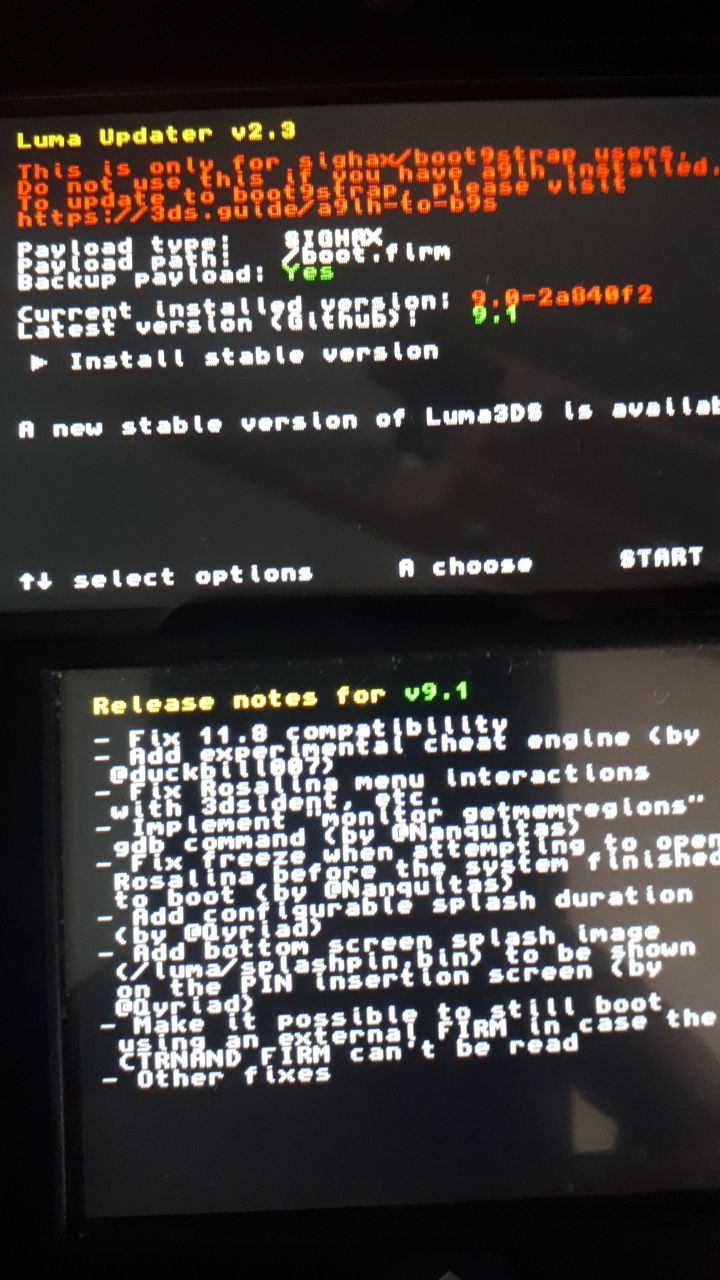 Luma Updater v2.3
This is only for sighax/boot9strap users.
Do not use this if you have a9lh installed.
To update to boot9strap, please visit
https://3ds.guide/a9lh-to-b9s
Payload type: SIGHAX
Payload path: /boot.firm
Backup payload: Yes
Current installed version: 9.0-2a840f2
Latest version (Github): 9.1
► Install stable version
A new stable version of Luma3DS is availab
↑↓ select options A choose START
Release notes for v9.1
- Fix 11.8 compatibility
- Add experimental cheat engine (by
@duckbill007)
- Fix Rosalina menu interactions
with 3dsident, etc.
- Implement "monitor getmemregions"
gdb command (by @Nanquitas)
- Fix freeze when attempting to open
Rosalina before the system finished
to boot (by @Nanquitas)
- Add configurable splash duration
(by @Qyriad)
- Add bottom screen splash image
(/luma/splashpin.bin) to be shown
on the PIN insertion screen (by
@Qyriad)
- Make it possible to still boot
using an external FIRM in case the
CTRNAND FIRM can't be read
- Other fixes